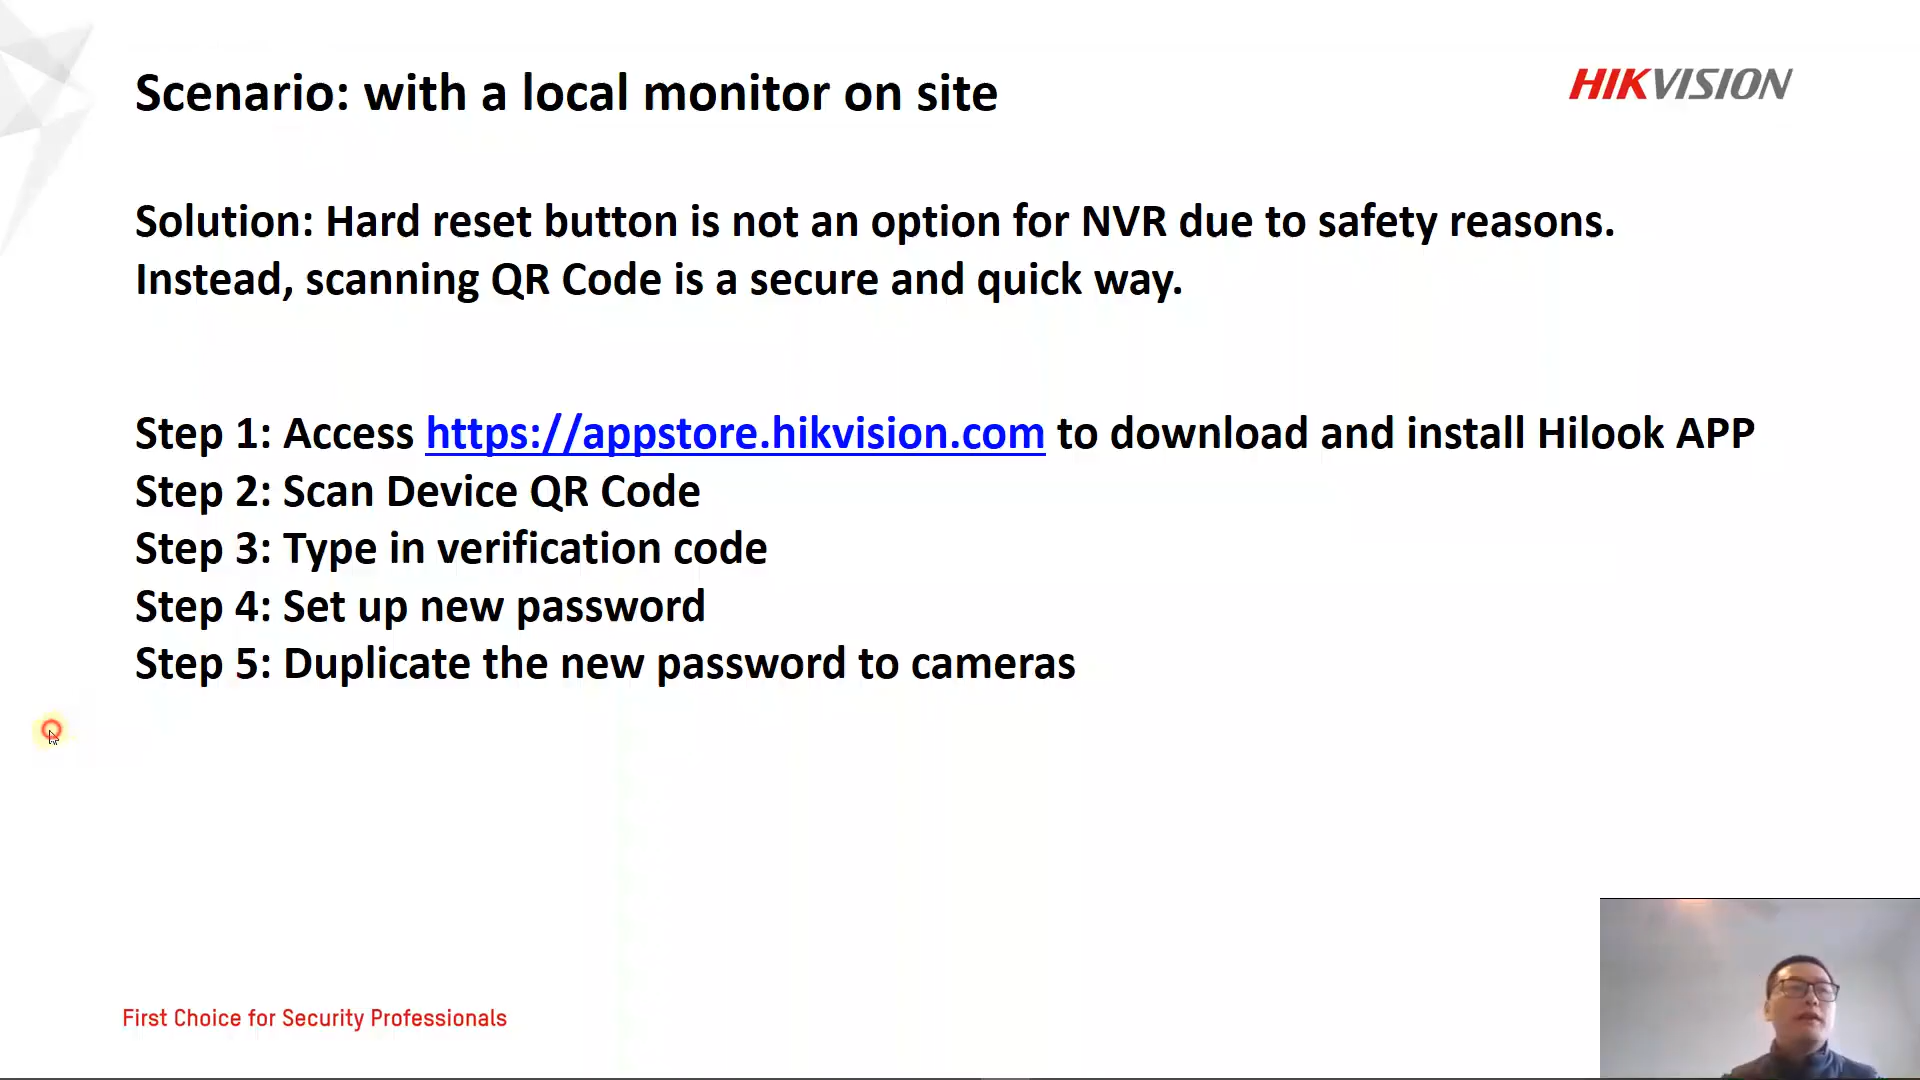 Scenario: with a local monitor on site
HIKVISION
Solution: Hard reset button is not an option for NVR due to safety reasons.
Instead, scanning QR Code is a secure and quick way.
Step 1: Access https://appstore.hikvision.com to download and install Hilook APP
Step 2: Scan Device QR Code
Step 3: Type in verification code
Step 4: Set up new password
Step 5: Duplicate the new password to cameras
First Choice for Security Professionals